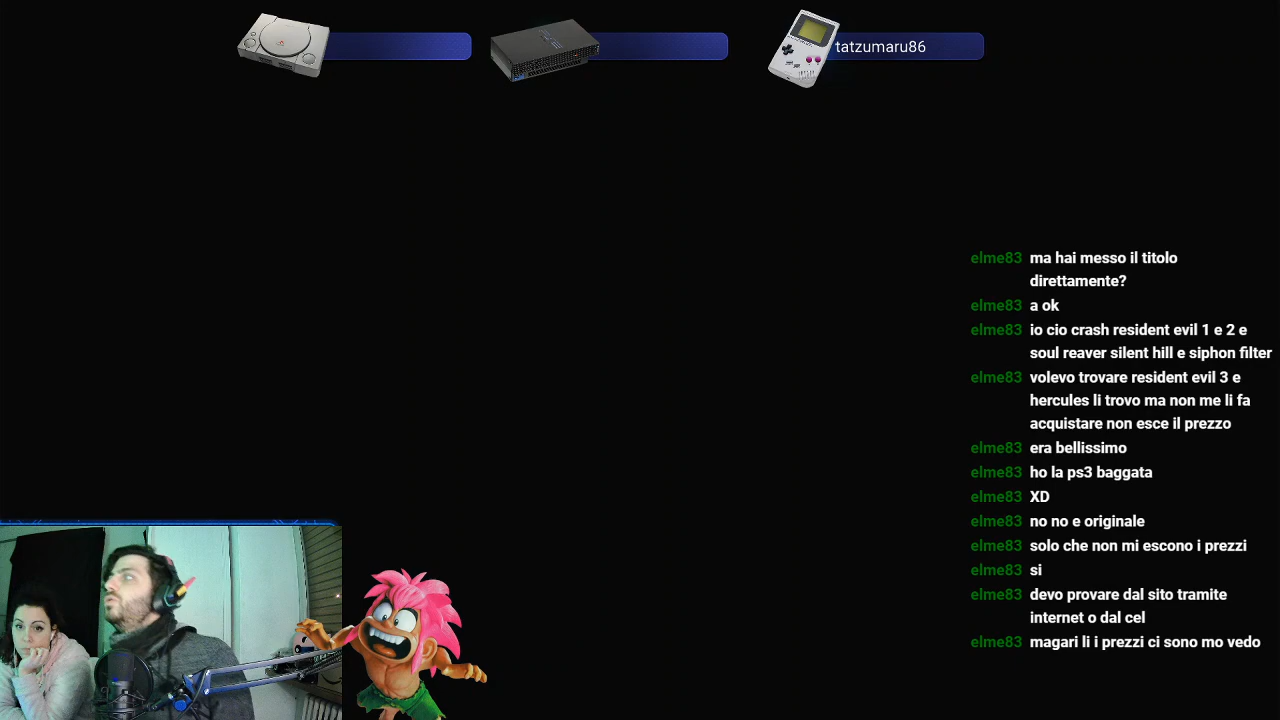 tatzumaru86
elme83 ma hai messo il titolo
direttamente?
elme83 a ok
elme83 io cio crash resident evil 1 e 2 e
soul reaver silent hill e siphon filter
elme83 volevo trovare resident evil 3 e
hercules li trovo ma non me li fa
acquistare non esce il prezzo
elme83 era bellissimo
elme83 ho la ps3 baggata
elme83 XD
elme83 no no e originale
elme83 solo che non mi escono i prezzi
elme83 si
elme83 devo provare dal sito tramite
internet o dal cel
elme83 magari li i prezzi ci sono mo vedo